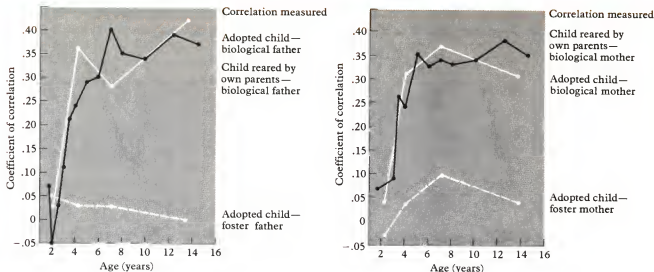 Correlation measured
Adopted child—
biological father
Child reared by
own parents—
biological father
Adopted child—
foster father
Coefficient of correlation
.40
.35
.30
.25
.20
.15
.10
.05
0
−.05
2
4
6
8
10
12
14
16
Age (years)
Correlation measured
Child reared by
own parents—
biological mother
Adopted child—
biological mother
Adopted child—
foster mother
Coefficient of correlation
.40
.35
.30
.25
.20
.15
.10
.05
0
−.05
2
4
6
8
10
12
14
16
Age (years)